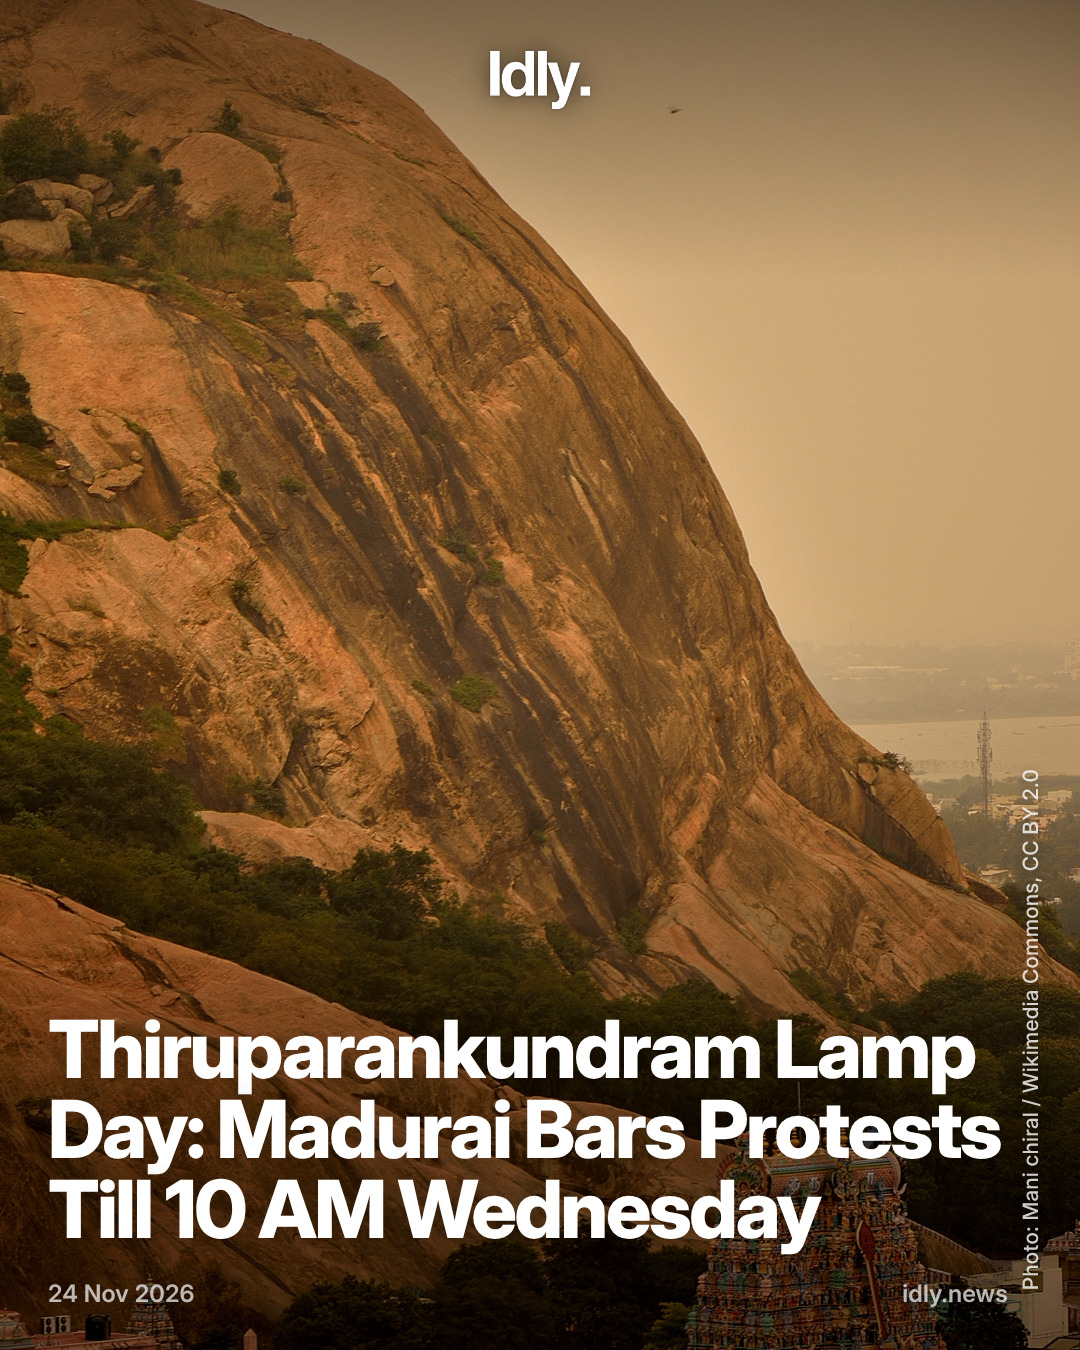 Idly.
Thiruparankundram Lamp
Day: Madurai Bars Protests
Till 10 AM Wednesday
24 Nov 2026
idly.news
Photo: Mani chiral / Wikimedia Commons, CC BY 2.0